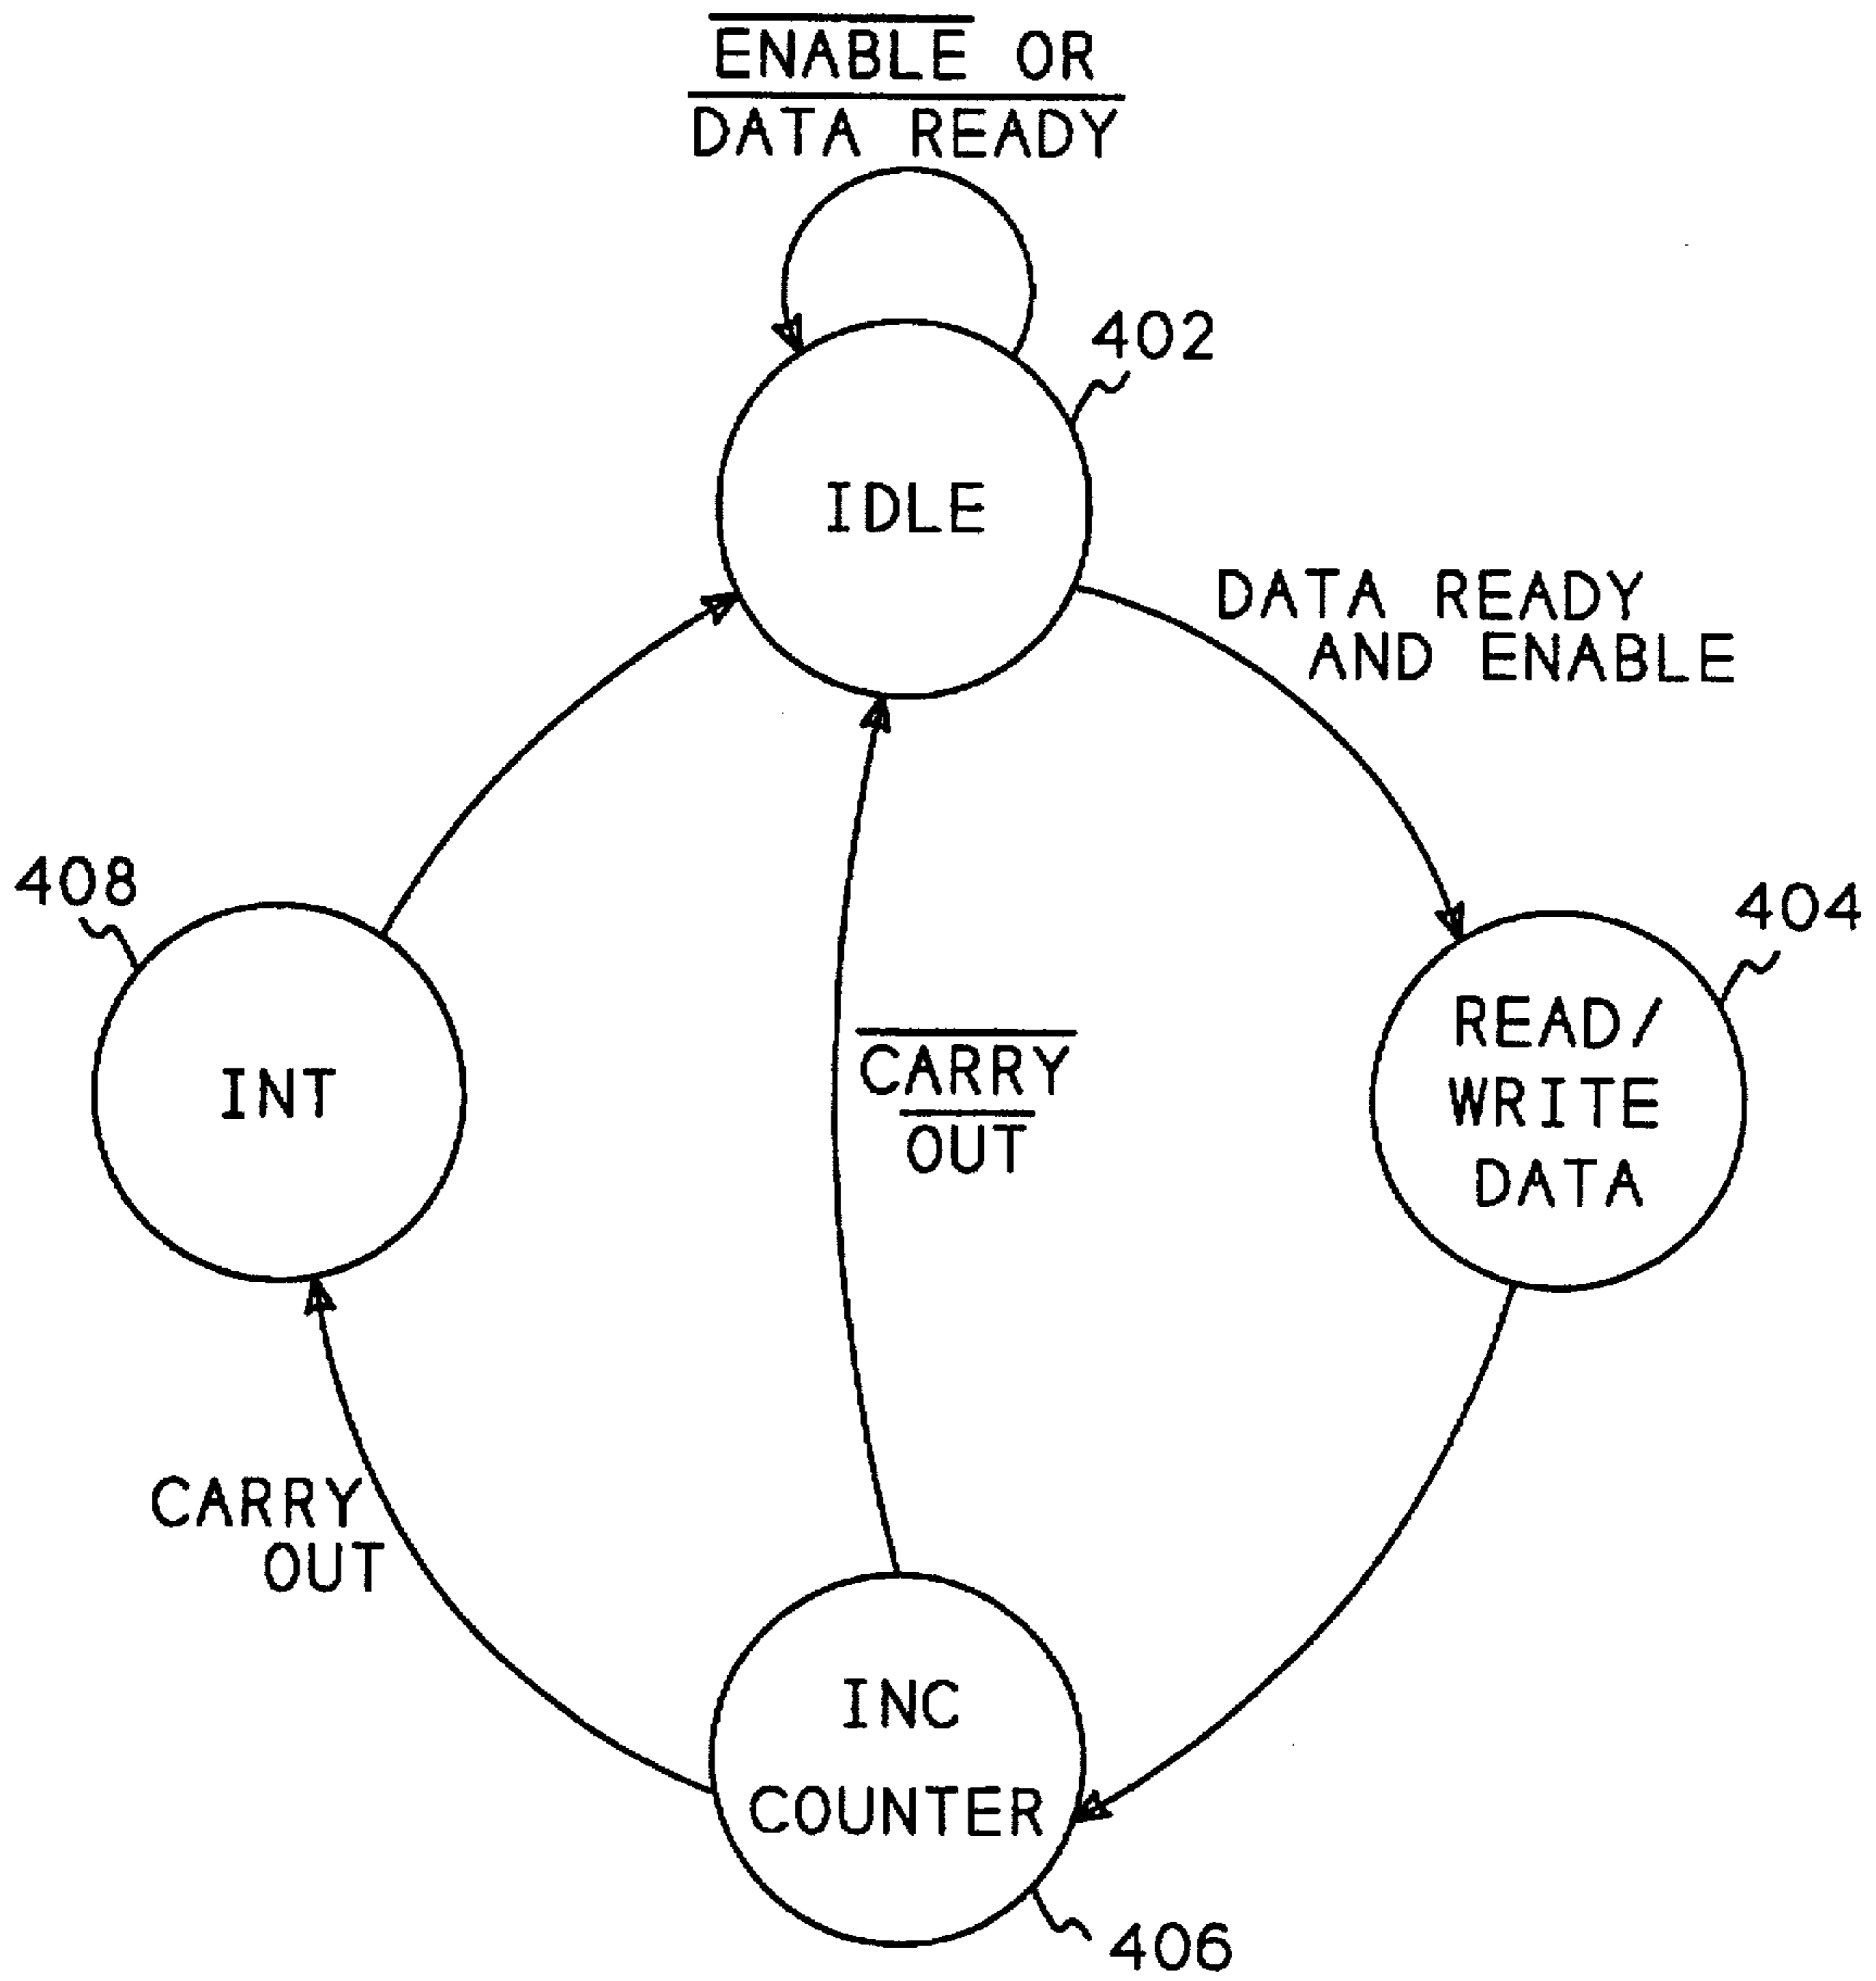 ENABLE OR
DATA READY
402
IDLE
DATA READY
AND ENABLE
408
404
INT
READ/
WRITE
DATA
CARRY
OUT
CARRY
OUT
INC
COUNTER
406